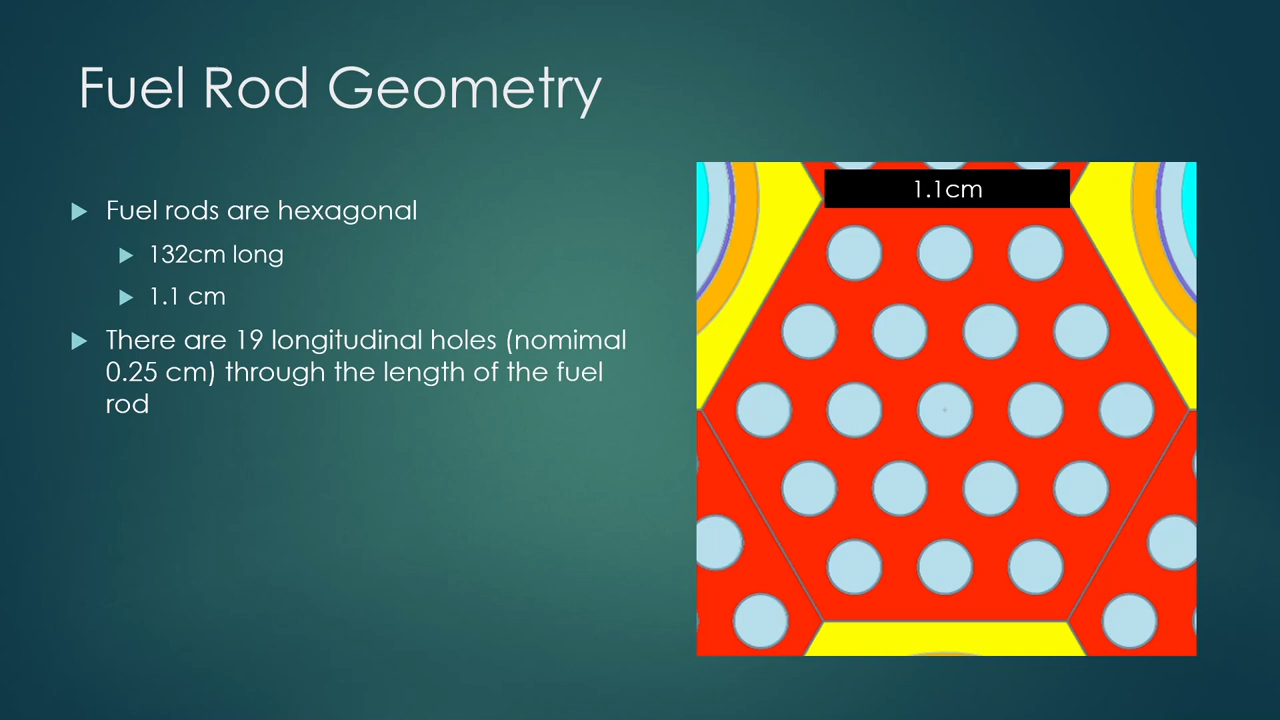 Fuel Rod Geometry
Fuel rods are hexagonal
132cm long
1.1 cm
There are 19 longitudinal holes (nomimal
0.25 cm) through the length of the fuel
rod
1.1cm